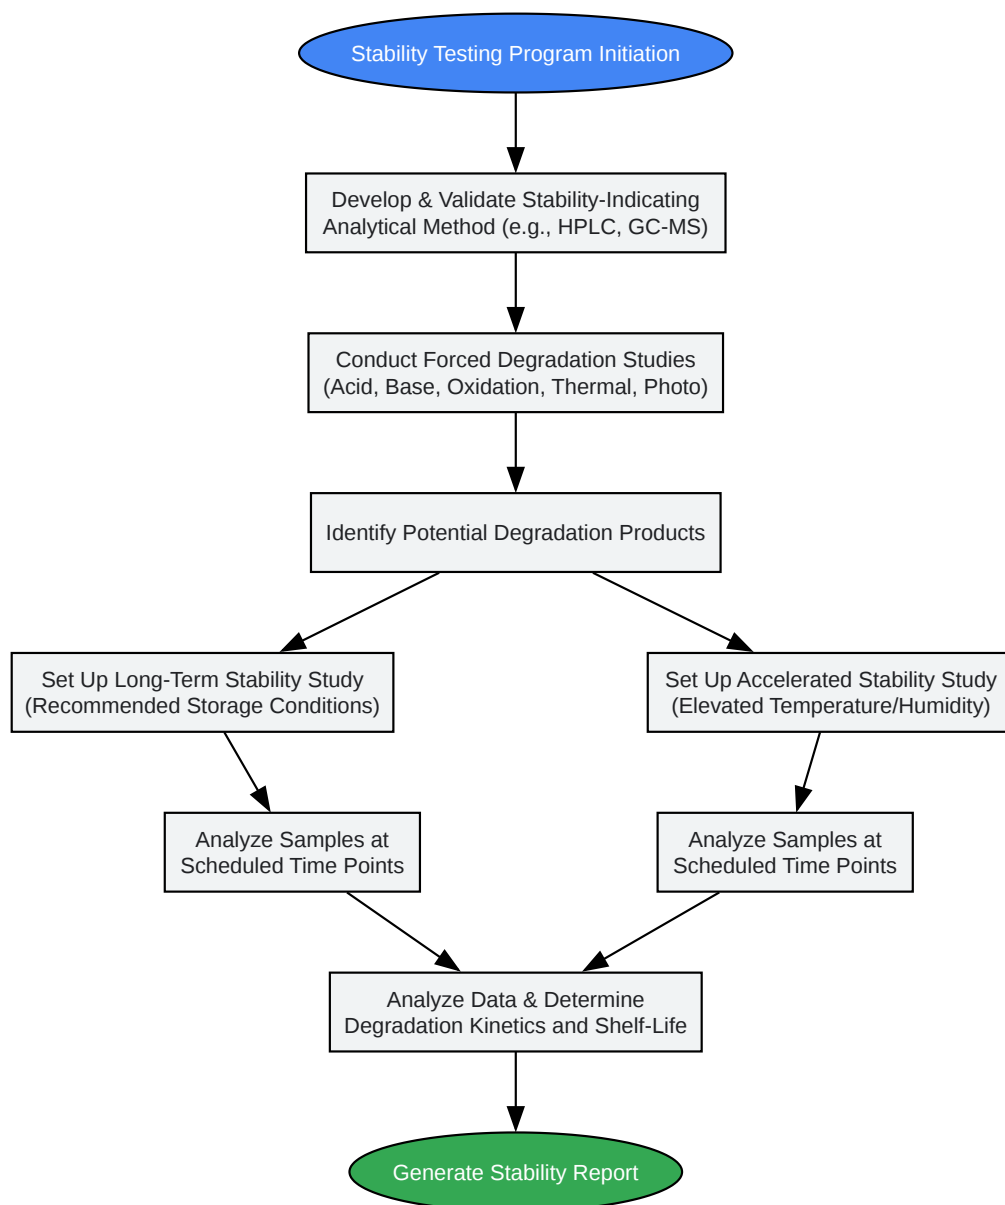 Stability Testing Program Initiation
Develop & Validate Stability-Indicating
Analytical Method (e.g., HPLC, GC-MS)
Conduct Forced Degradation Studies
(Acid, Base, Oxidation, Thermal, Photo)
Identify Potential Degradation Products
Set Up Long-Term Stability Study
(Recommended Storage Conditions)
Set Up Accelerated Stability Study
(Elevated Temperature/Humidity)
Analyze Samples at
Scheduled Time Points
Analyze Samples at
Scheduled Time Points
Analyze Data & Determine
Degradation Kinetics and Shelf-Life
Generate Stability Report